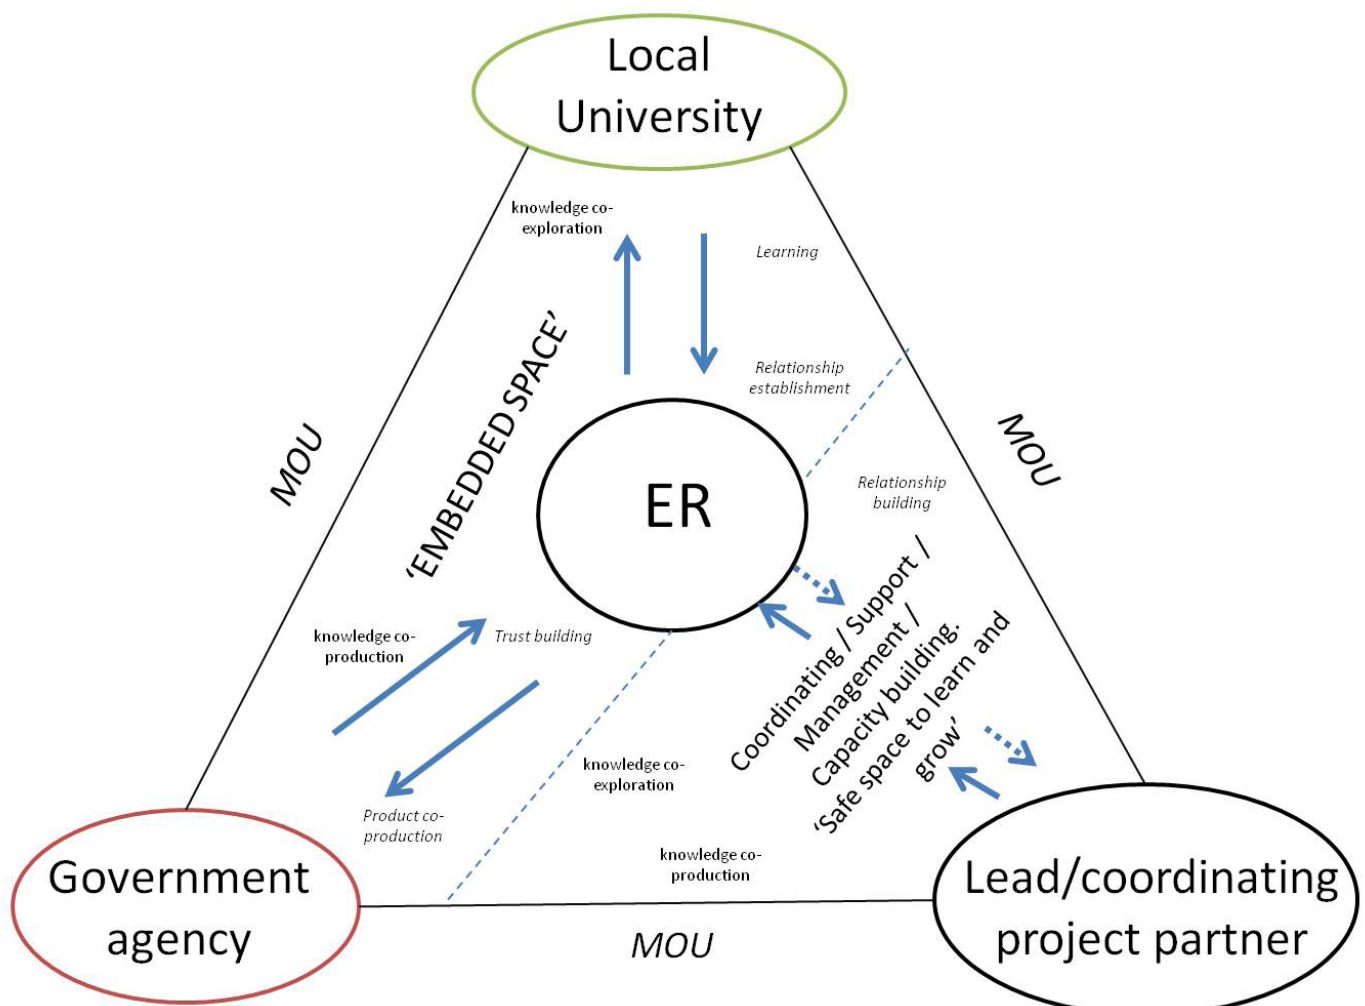 Local
University
knowledge co-
exploration
Learning
Relationship
establishment
'EMBEDDED SPACE'
MOU
MOU
ER
Relationship
building
Coordinating / Support /
Management /
Capacity building.
'Safe space to learn and
grow'
knowledge co-
production
Trust building
knowledge co-
exploration
Product co-
production
knowledge co-
production
Government
agency
Lead/coordinating
project partner
MOU